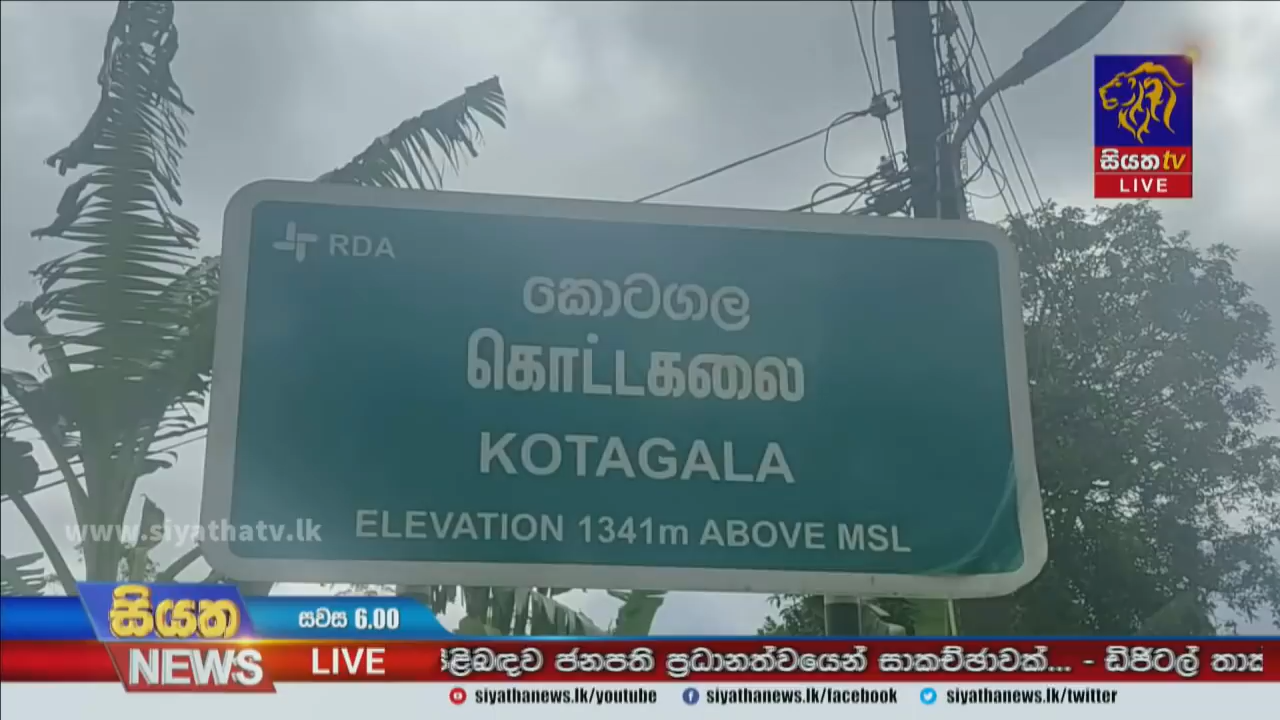 සියත tv
LIVE
RDA
කොටගල
கொட்டகலை
KOTAGALA
ELEVATION 1341m ABOVE MSL
www.siyathatv.lk
සියත
සවස 6.00
NEWS
LIVE
ජනපති ප්‍රධානත්වයෙන් සාකච්ඡාවක්... - ඩිජිටල්
siyathanews.lk/youtube
siyathanews.lk/facebook
siyathanews.lk/twitter